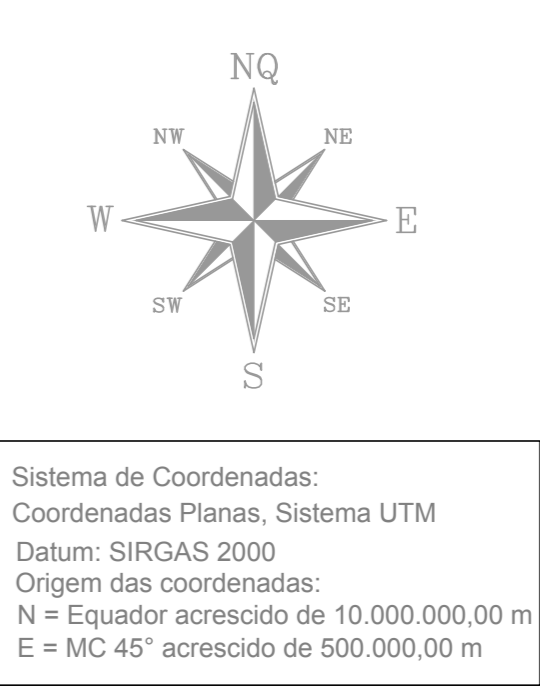 NQ
NW NE
W E
SW SE
S
Sistema de Coordenadas:
Coordenadas Planas, Sistema UTM
Datum: SIRGAS 2000
Origem das coordenadas:
N = Equador acrescido de 10.000.000,00 m
E = MC 45° acrescido de 500.000,00 m